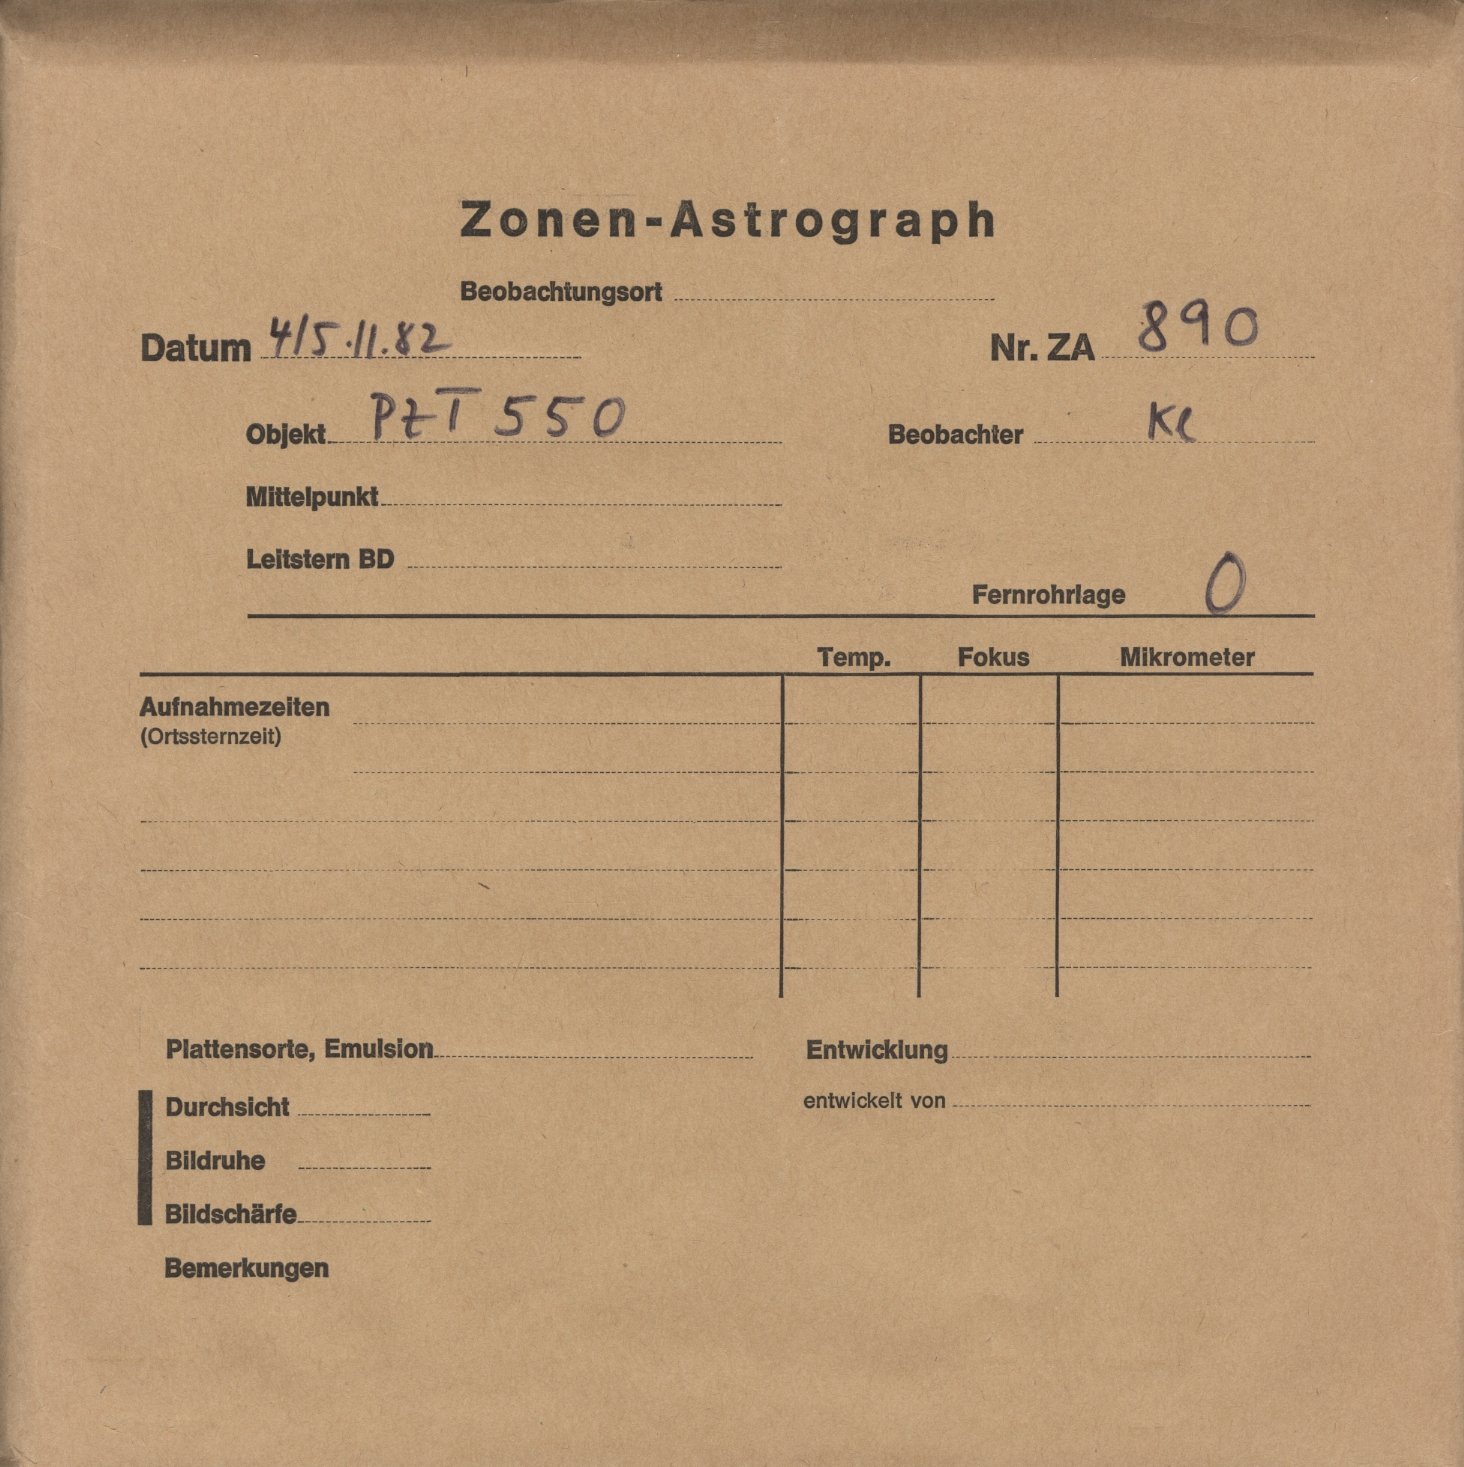 Zonen-Astrograph
Beobachtungsort
Datum 4/5.11.82 Nr. ZA 890
Objekt PZT 550 Beobachter Kl
Mittelpunkt
Leitstern BD
Fernrohrlage O
Temp. Fokus Mikrometer
Aufnahmezeiten
(Ortssternzeit)
Plattensorte, Emulsion Entwicklung
Durchsicht entwickelt von
Bildruhe
Bildschärfe
Bemerkungen